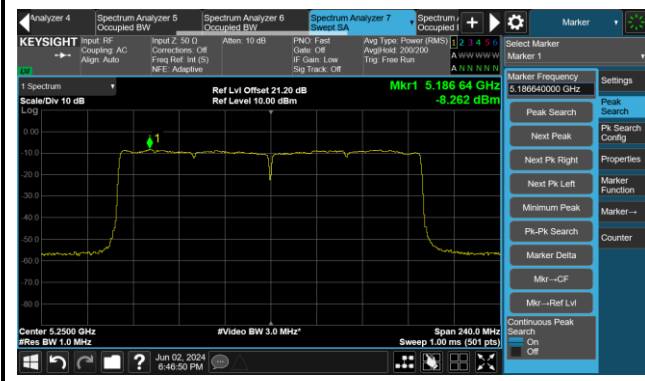 Analyzer 4
Spectrum Analyzer 5
Occupied BW
Spectrum Analyzer 6
Occupied BW
Spectrum Analyzer 7
Swept SA
Spectrum
Occupied
Marker
KEYSIGHT
Input: RF
Coupling: AC
Align: Auto
Input Z: 50 Ω
Corrections: Off
Freq Ref: Int (S)
NFE: Adaptive
Atten: 10 dB
PNO: Fast
Gate: Off
IF Gain: Low
Sig Track: Off
Avg Type: Power (RMS)
Avg|Hold: 200/200
Trig: Free Run
1 2 3 4 5 6
A W W W W W
A N N N N N
Select Marker
Marker 1
1 Spectrum
Scale/Div 10 dB
Log
Ref Lvl Offset 21.20 dB
Ref Level 10.00 dBm
Mkr1 5.186 64 GHz
-8.262 dBm
1
0.00
-10.0
-20.0
-30.0
-40.0
-50.0
-60.0
-70.0
-80.0
Center 5.2500 GHz
#Res BW 1.0 MHz
#Video BW 3.0 MHz*
Span 240.0 MHz
Sweep 1.00 ms (501 pts)
Marker Frequency
5.186640000 GHz
Peak Search
Next Peak
Next Pk Right
Next Pk Left
Minimum Peak
Pk-Pk Search
Marker Delta
Mkr→CF
Mkr→Ref Lvl
Continuous Peak
Search
On
Off
Settings
Peak
Search
Pk Search
Config
Properties
Marker
Function
Marker→
Counter
?
Jun 02, 2024
6:46:50 PM